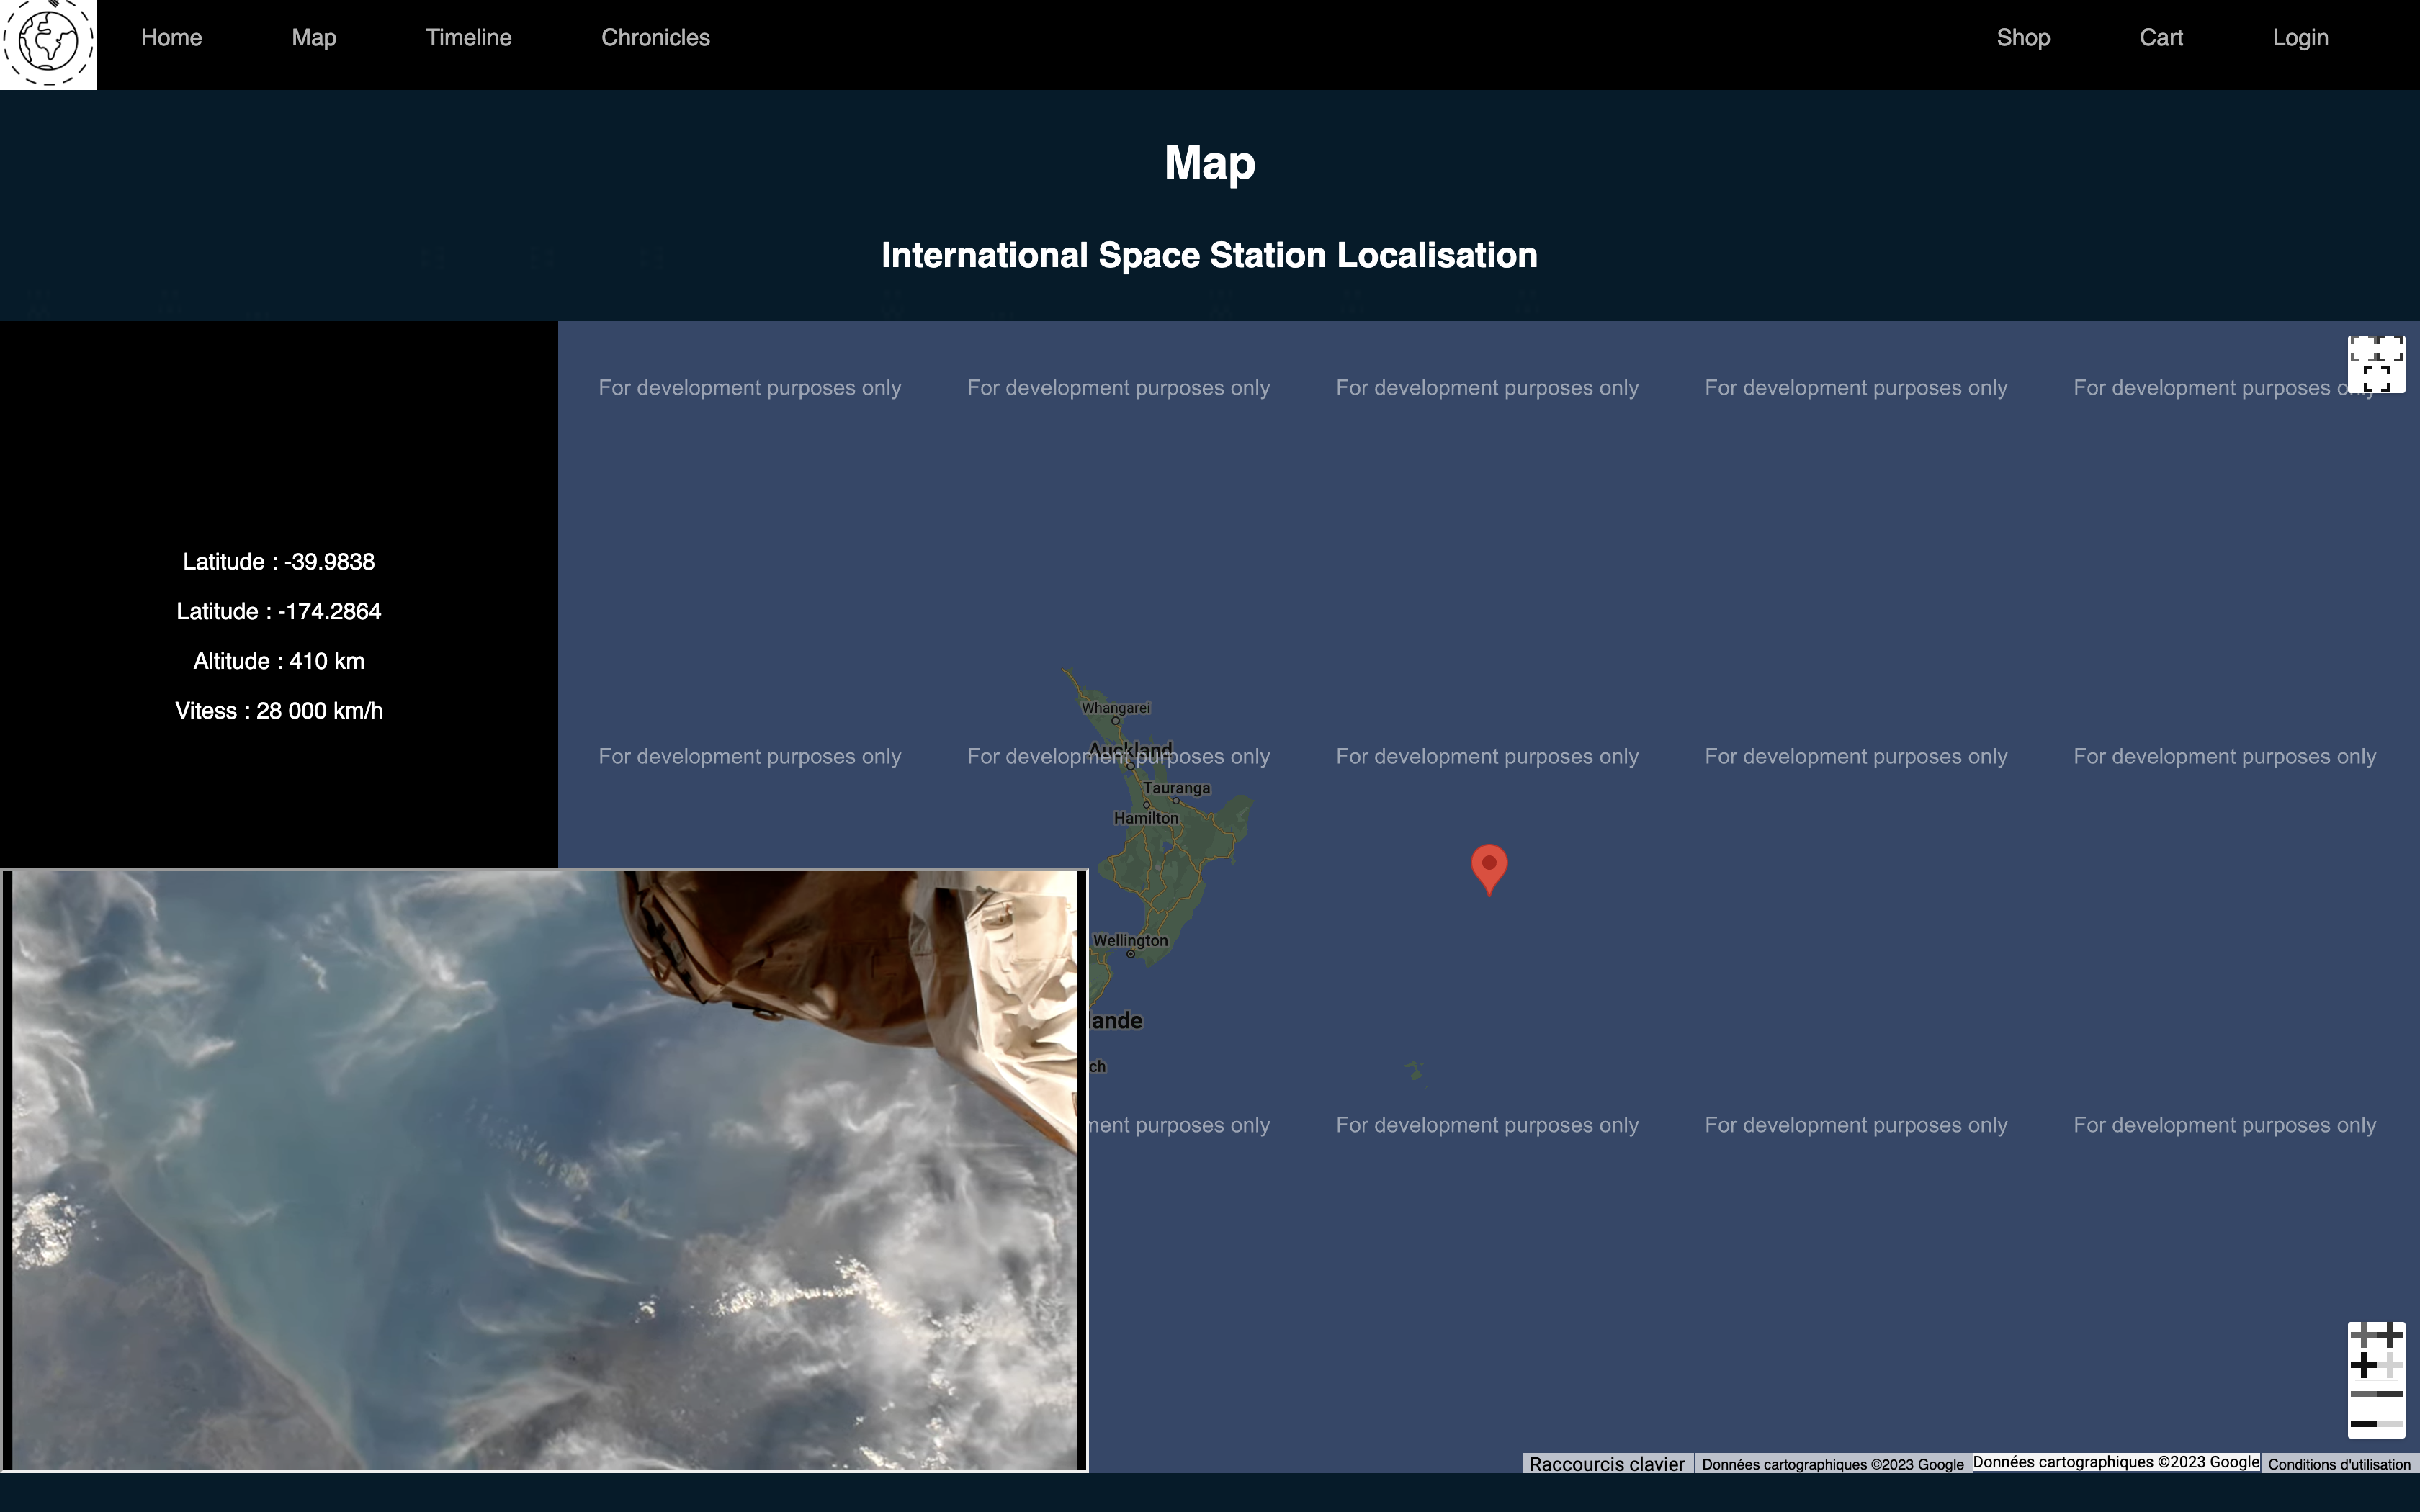 Home Map Timeline Chronicles Shop Cart Login
Map
International Space Station Localisation
Latitude : -39.9838
Latitude : -174.2864
Altitude : 410 km
Vitess : 28 000 km/h
For development purposes only For development purposes only For development purposes only For development purposes only For development purposes only
Whangarei
Auckland
For development purposes only For development purposes only For development purposes only For development purposes only For development purposes only
Tauranga
Hamilton
Wellington
lande
ch
ment purposes only For development purposes only For development purposes only For development purposes only
Raccourcis clavier Données cartographiques ©2023 Google Données cartographiques ©2023 Google Conditions d'utilisation